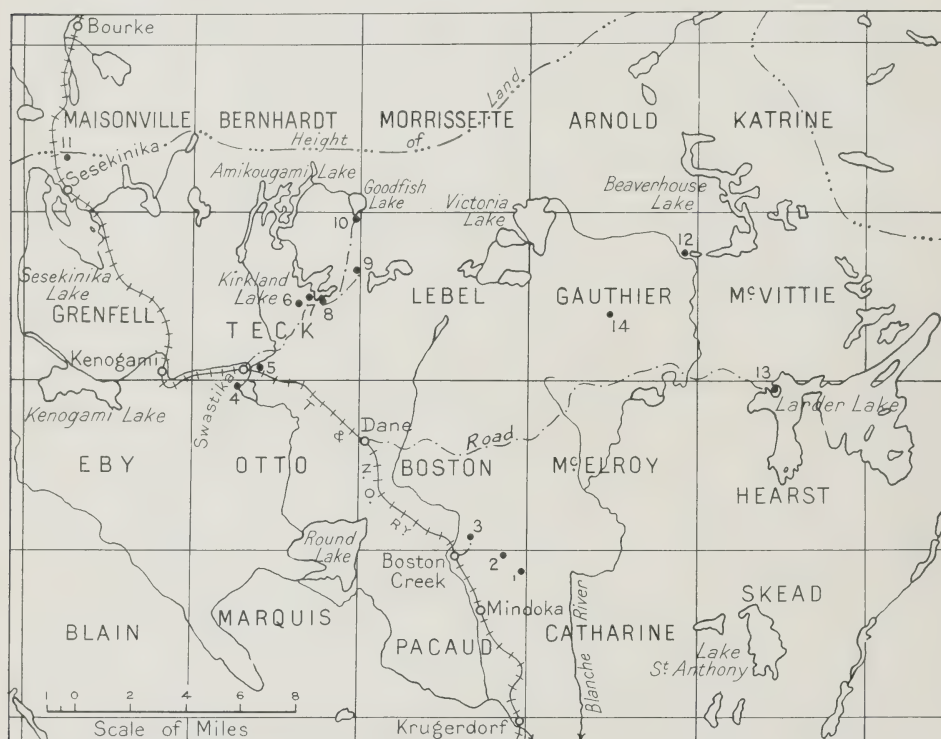 Bourke
MAISONVILLE BERNHARDT MORRISSETTE ARNOLD KATRINE
Height of Land
11
Sesekinika
Amikougami Lake
Goodfish
Lake
Victoria
Lake
Beaverhouse
Lake
10
12
9
Sesekinika
Lake
Kirkland
Lake
6
7
8
GRENFELL
TECK
LEBEL
GAUTHIER
McVITTIE
14
Kenogami
5
4
Swastika
Kenogami Lake
13
Larder Lake
T. & N.O. RY.
Dane
Road
EBY
OTTO
BOSTON
McELROY
HEARST
Round
Lake
3
2
1
Boston
Creek
Mindoka
SKEAD
BLAIN
MARQUIS
PACAUD
CATHARINE
Blanche River
Lake
St. Anthony
1 0 2 4 6 8
Scale of Miles
Krugerdorf